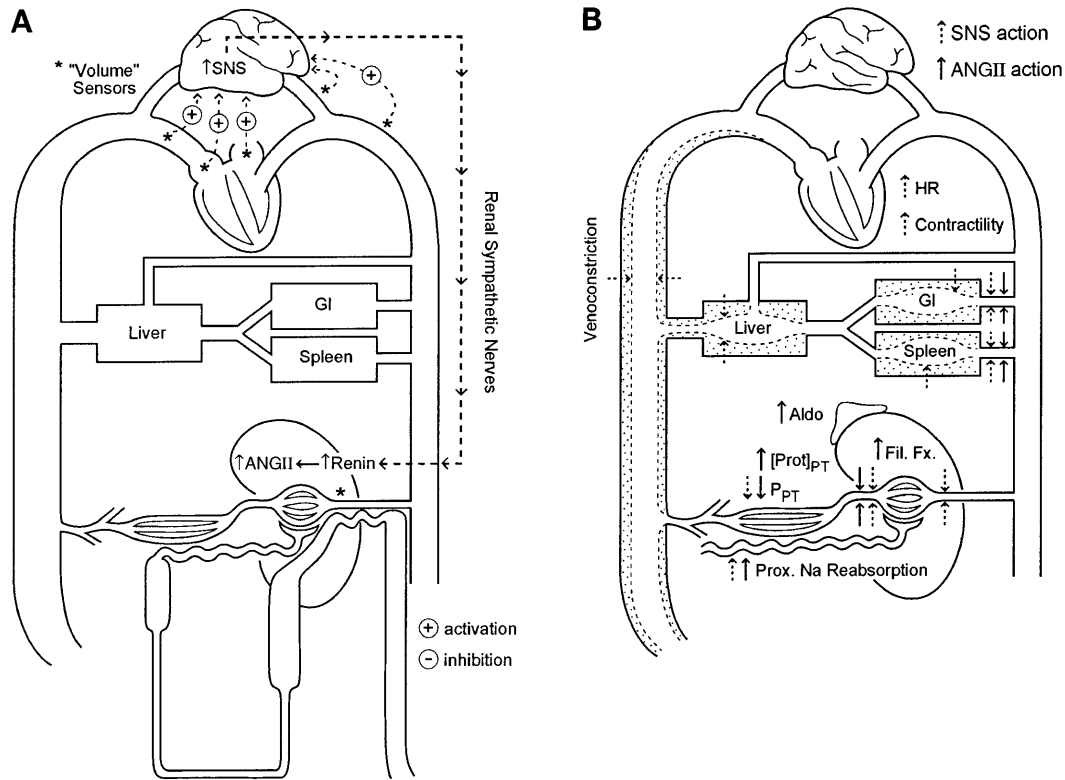 A
* "Volume"
Sensors
↑SNS
+
+
+
+
*
*
*
*
*
Renal Sympathetic Nerves
Liver
GI
Spleen
↑ANGII ← ↑Renin
*
+ activation
− inhibition
B
↑ SNS action
↑ ANGII action
↑ HR
↑ Contractility
Venoconstriction
Liver
GI
Spleen
↑ Aldo
↑ [Prot]PT
↑ Fil. Fx.
↓↓ PPT
↑↑ Prox. Na Reabsorption